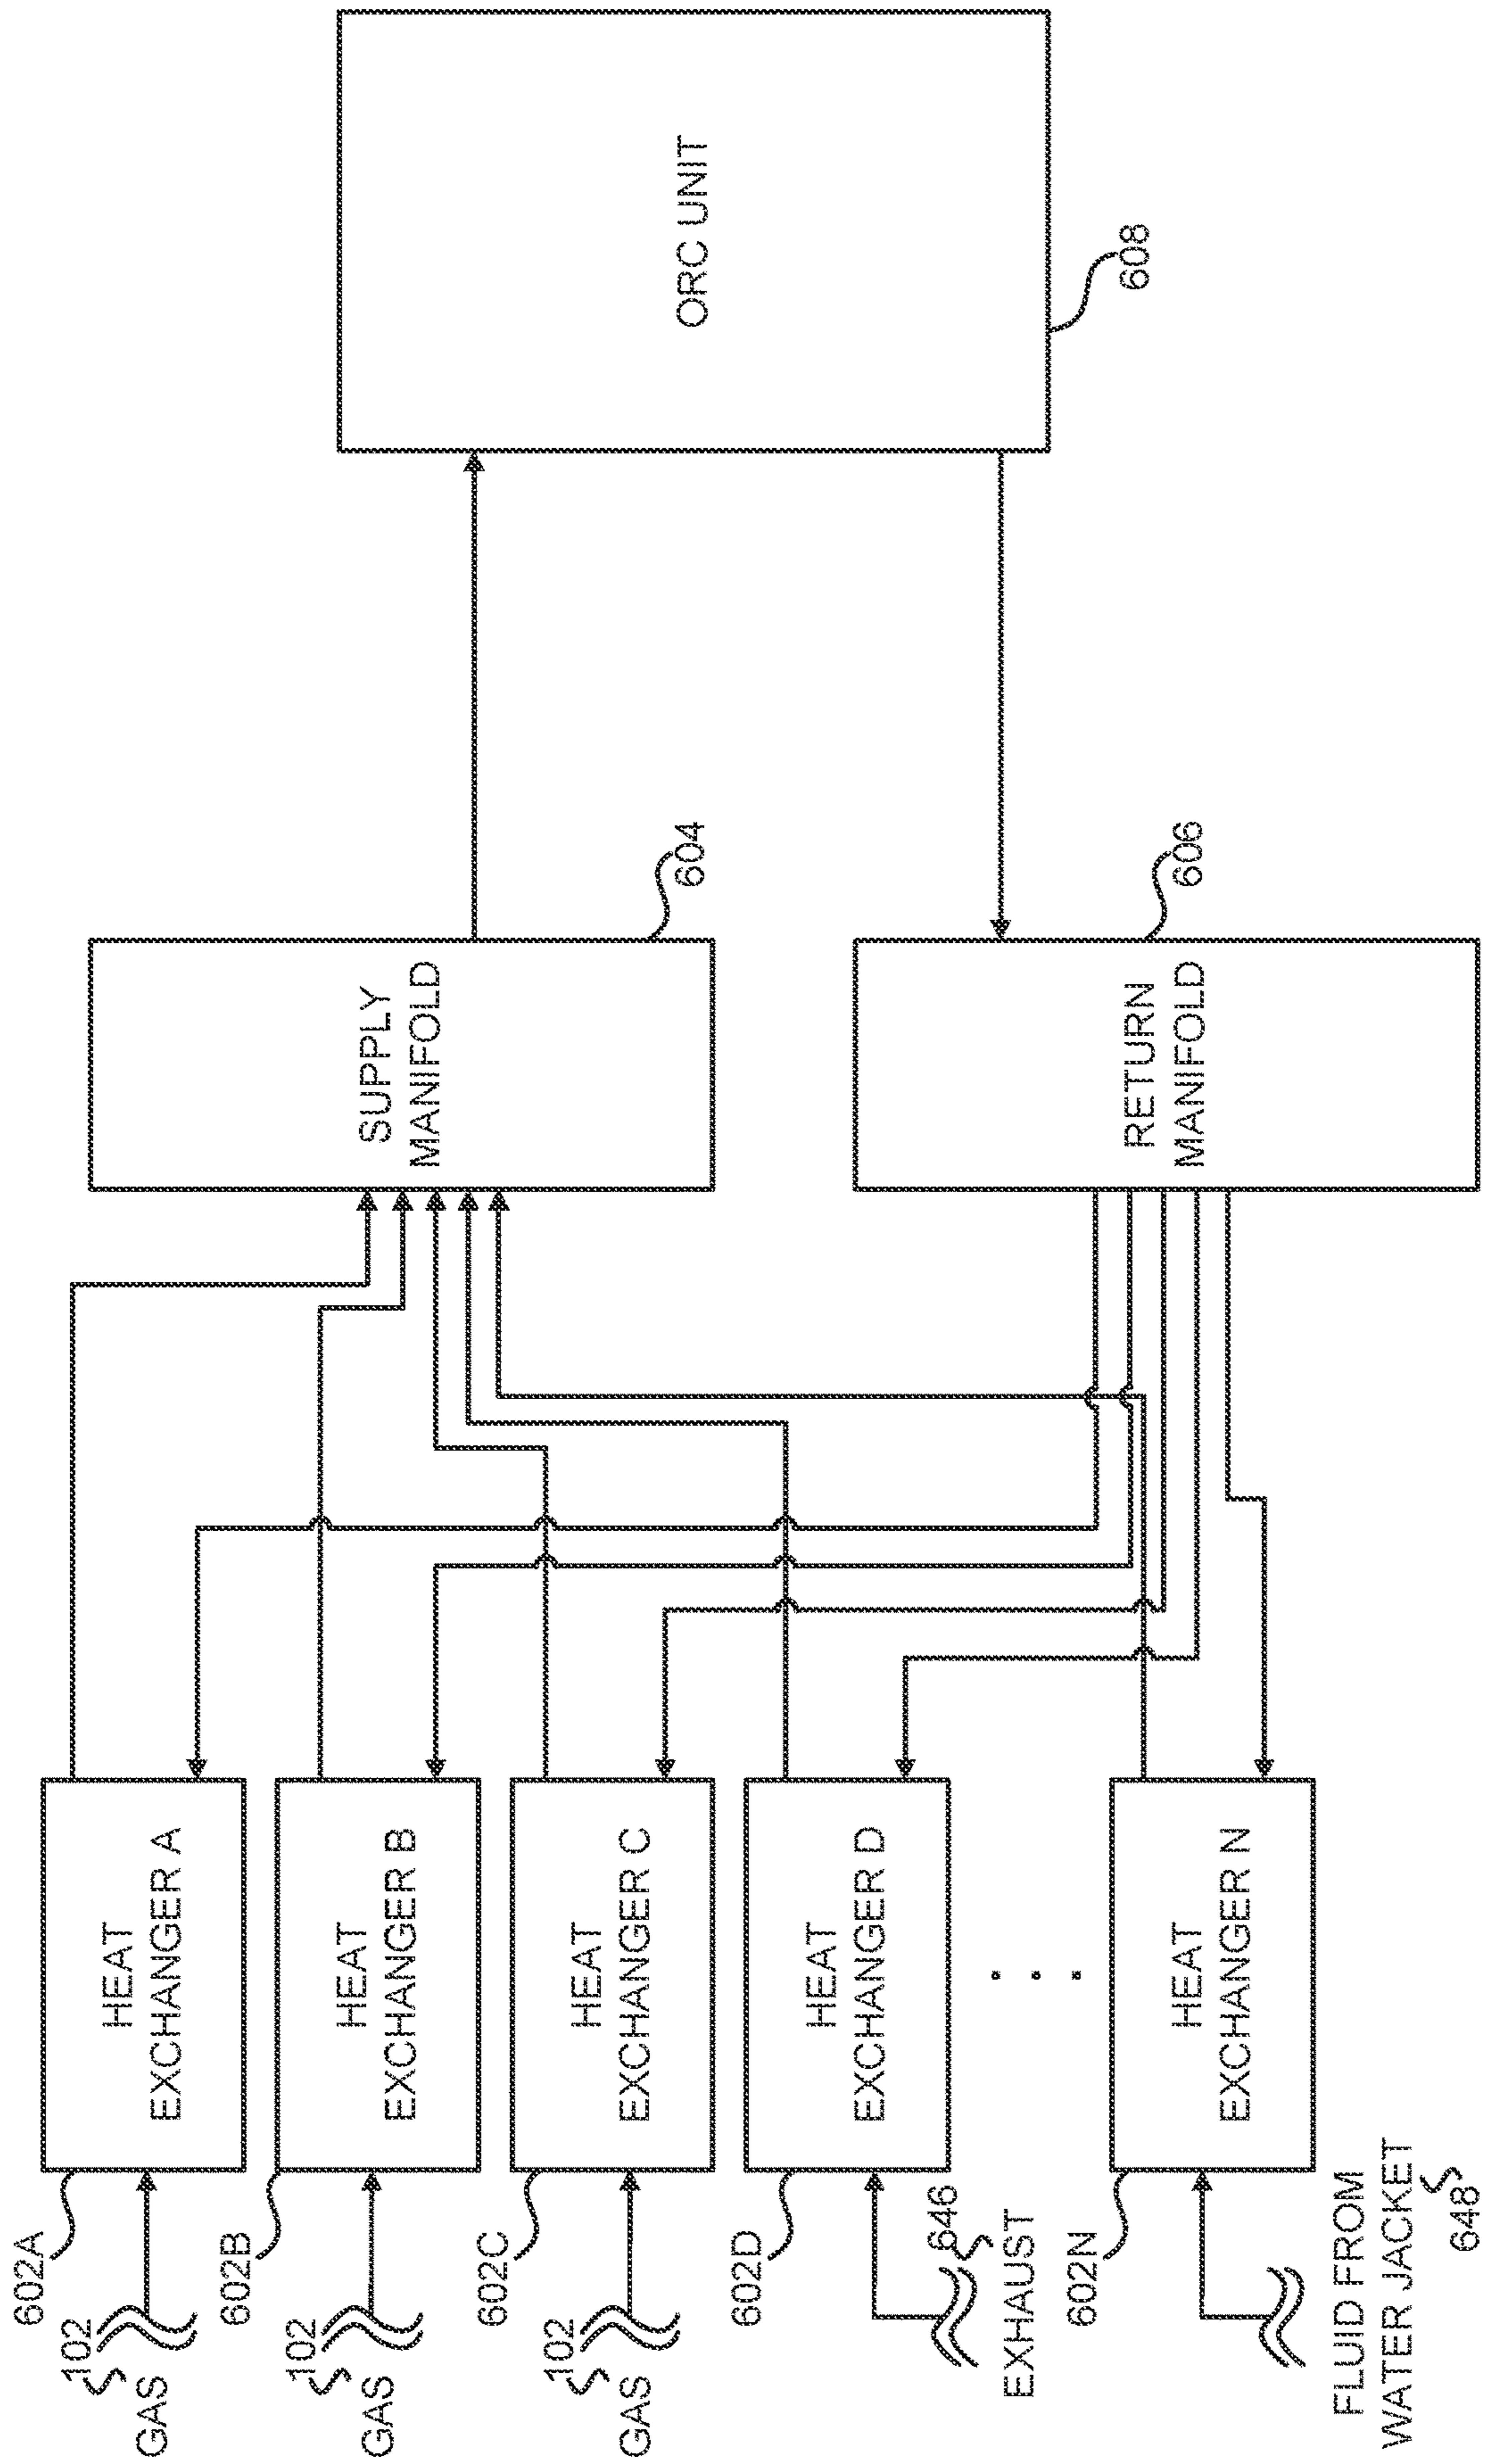 602A
HEAT
EXCHANGER A
102
GAS
602B
HEAT
EXCHANGER B
102
GAS
602C
HEAT
EXCHANGER C
102
GAS
602D
HEAT
EXCHANGER D
646
EXHAUST
. . .
602N
HEAT
EXCHANGER N
FLUID FROM
WATER JACKET
648
SUPPLY
MANIFOLD
604
RETURN
MANIFOLD
606
ORC UNIT
608